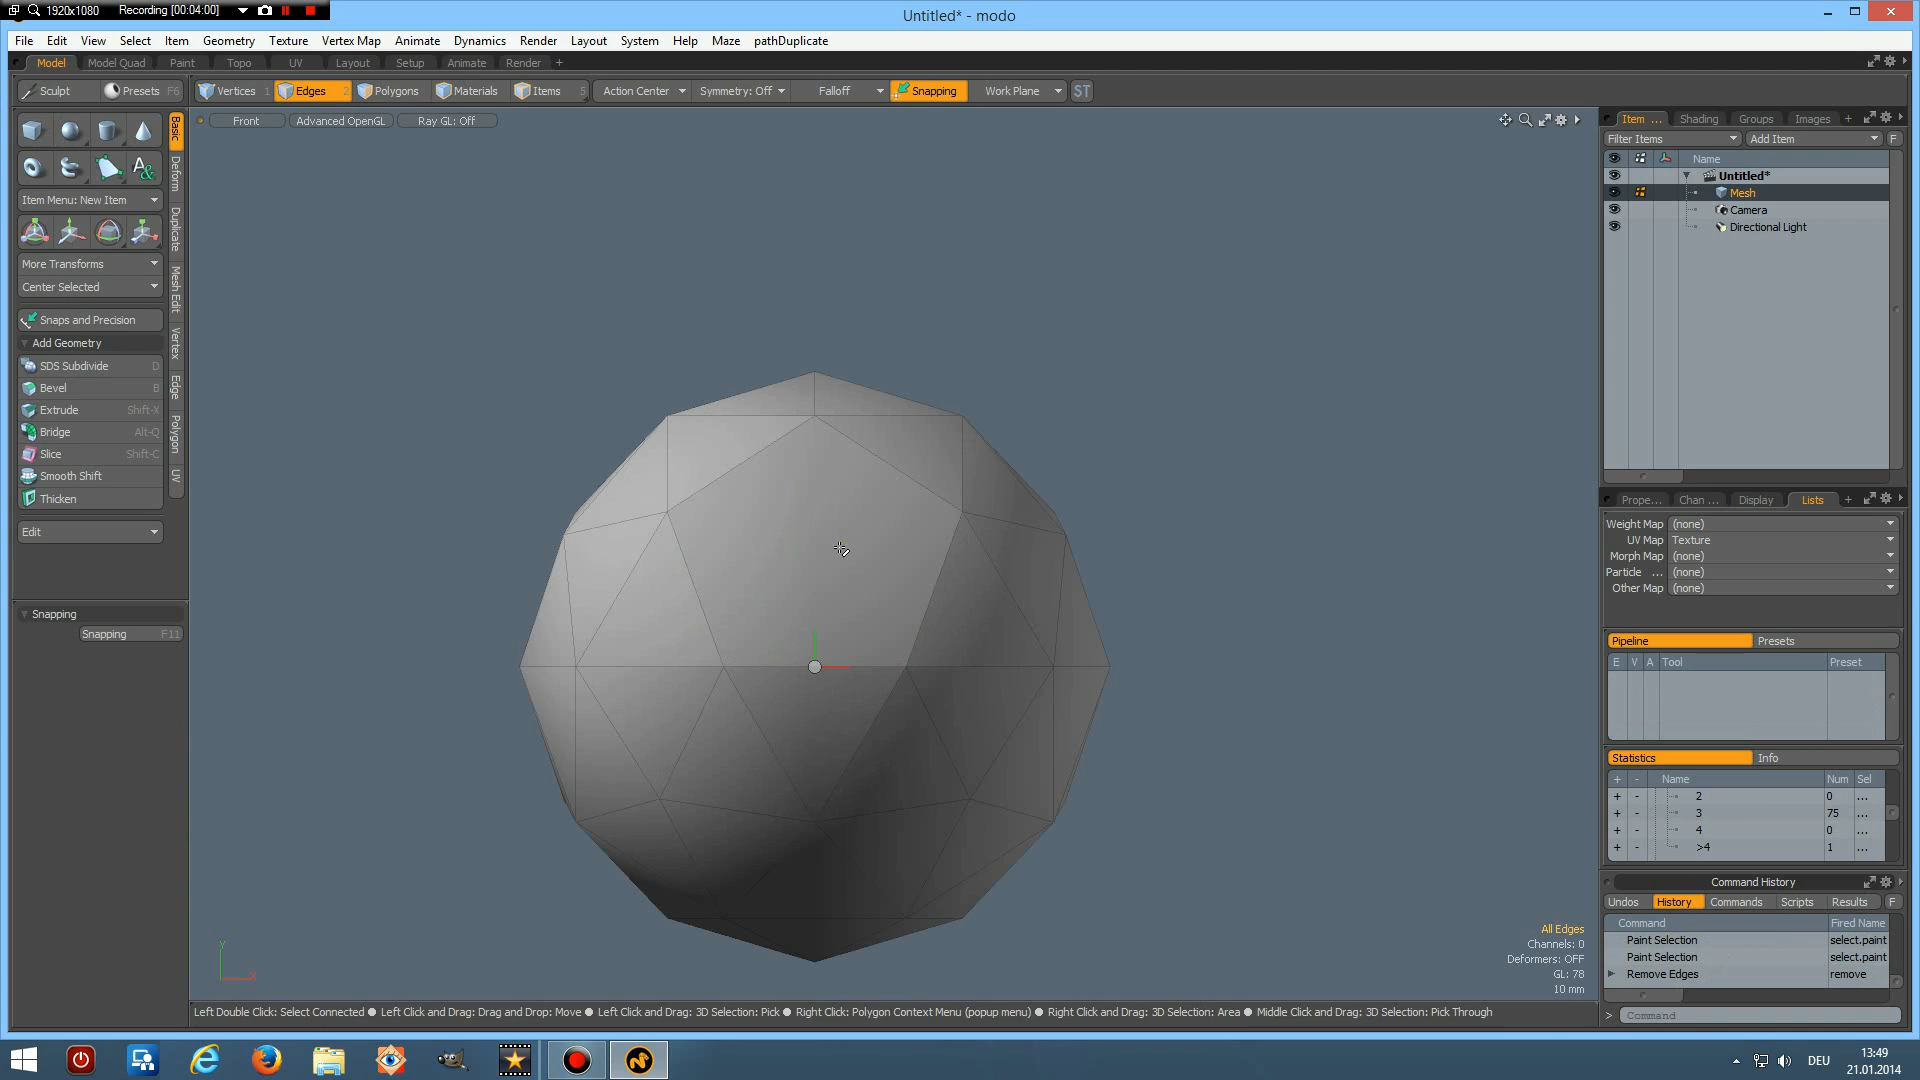 1920x1080 Recording [00:04:00]
Untitled* - modo
File Edit View Select Item Geometry Texture Vertex Map Animate Dynamics Render Layout System Help Maze pathDuplicate
Model Model Quad Paint Topo UV Layout Setup Animate Render +
Sculpt Presets F6 Vertices 1 Edges 2 Polygons Materials Items 5 Action Center Symmetry: Off Falloff Snapping Work Plane ST
Front Advanced OpenGL Ray GL: Off
Basic
Deform
Duplicate
Mesh Edit
Vertex
Edge
Polygon
UV
Item Menu: New Item
More Transforms
Center Selected
Snaps and Precision
Add Geometry
SDS Subdivide D
Bevel B
Extrude Shift-X
Bridge Alt-Q
Slice Shift-C
Smooth Shift
Thicken
Edit
Snapping
Snapping F11
Item ... Shading Groups Images +
Filter Items Add Item F
Name
Untitled*
Mesh
Camera
Directional Light
Prope... Chan ... Display Lists +
Weight Map (none)
UV Map Texture
Morph Map (none)
Particle ... (none)
Other Map (none)
Pipeline Presets
E V A Tool Preset
Statistics Info
+ - Name Num Sel
+ - 2 0 ...
+ - 3 75 ...
+ - 4 0 ...
+ - >4 1 ...
Command History
Undos History Commands Scripts Results F
Command Fired Name
Paint Selection select.paint
Paint Selection select.paint
Remove Edges remove
> Command
All Edges
Channels: 0
Deformers: OFF
GL: 78
10 mm
Y
X
Left Double Click: Select Connected ● Left Click and Drag: Drag and Drop: Move ● Left Click and Drag: 3D Selection: Pick ● Right Click: Polygon Context Menu (popup menu) ● Right Click and Drag: 3D Selection: Area ● Middle Click and Drag: 3D Selection: Pick Through
DEU
13:49
21.01.2014